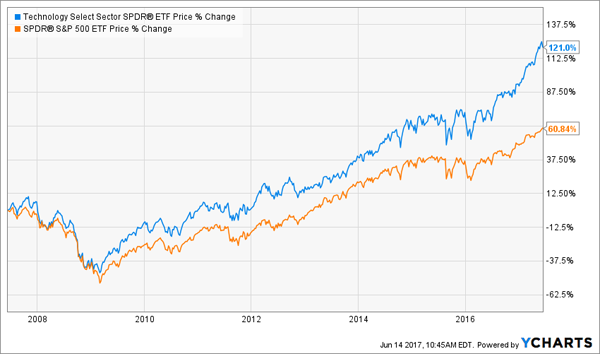 Technology Select Sector SPDR® ETF Price % Change
SPDR® S&P 500 ETF Price % Change
137.5%
121.0%
112.5%
87.50%
60.84%
37.50%
12.50%
-12.5%
-37.5%
-62.5%
2008 2010 2012 2014 2016
Jun 14 2017, 10:45AM EDT. Powered by YCHARTS